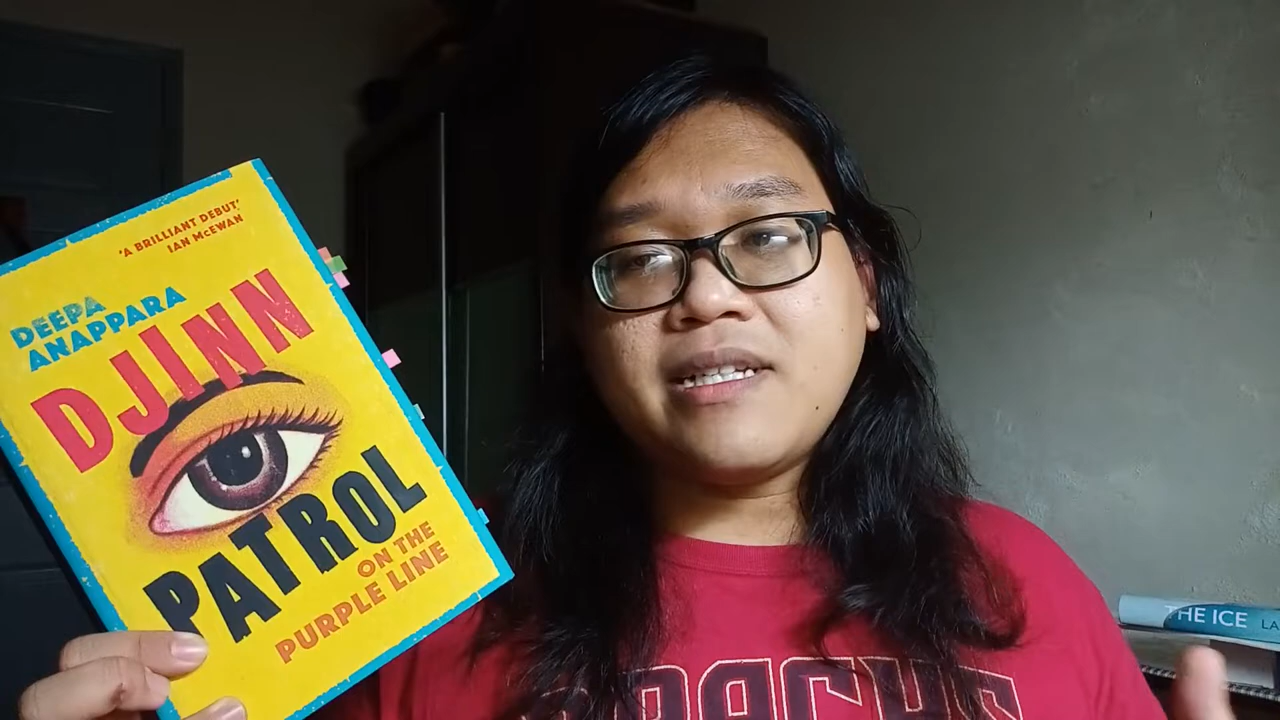 'A BRILLIANT DEBUT'
IAN McEWAN
DEEPA
ANAPPARA
DJINN
PATROL
ON THE
PURPLE LINE
THE ICE